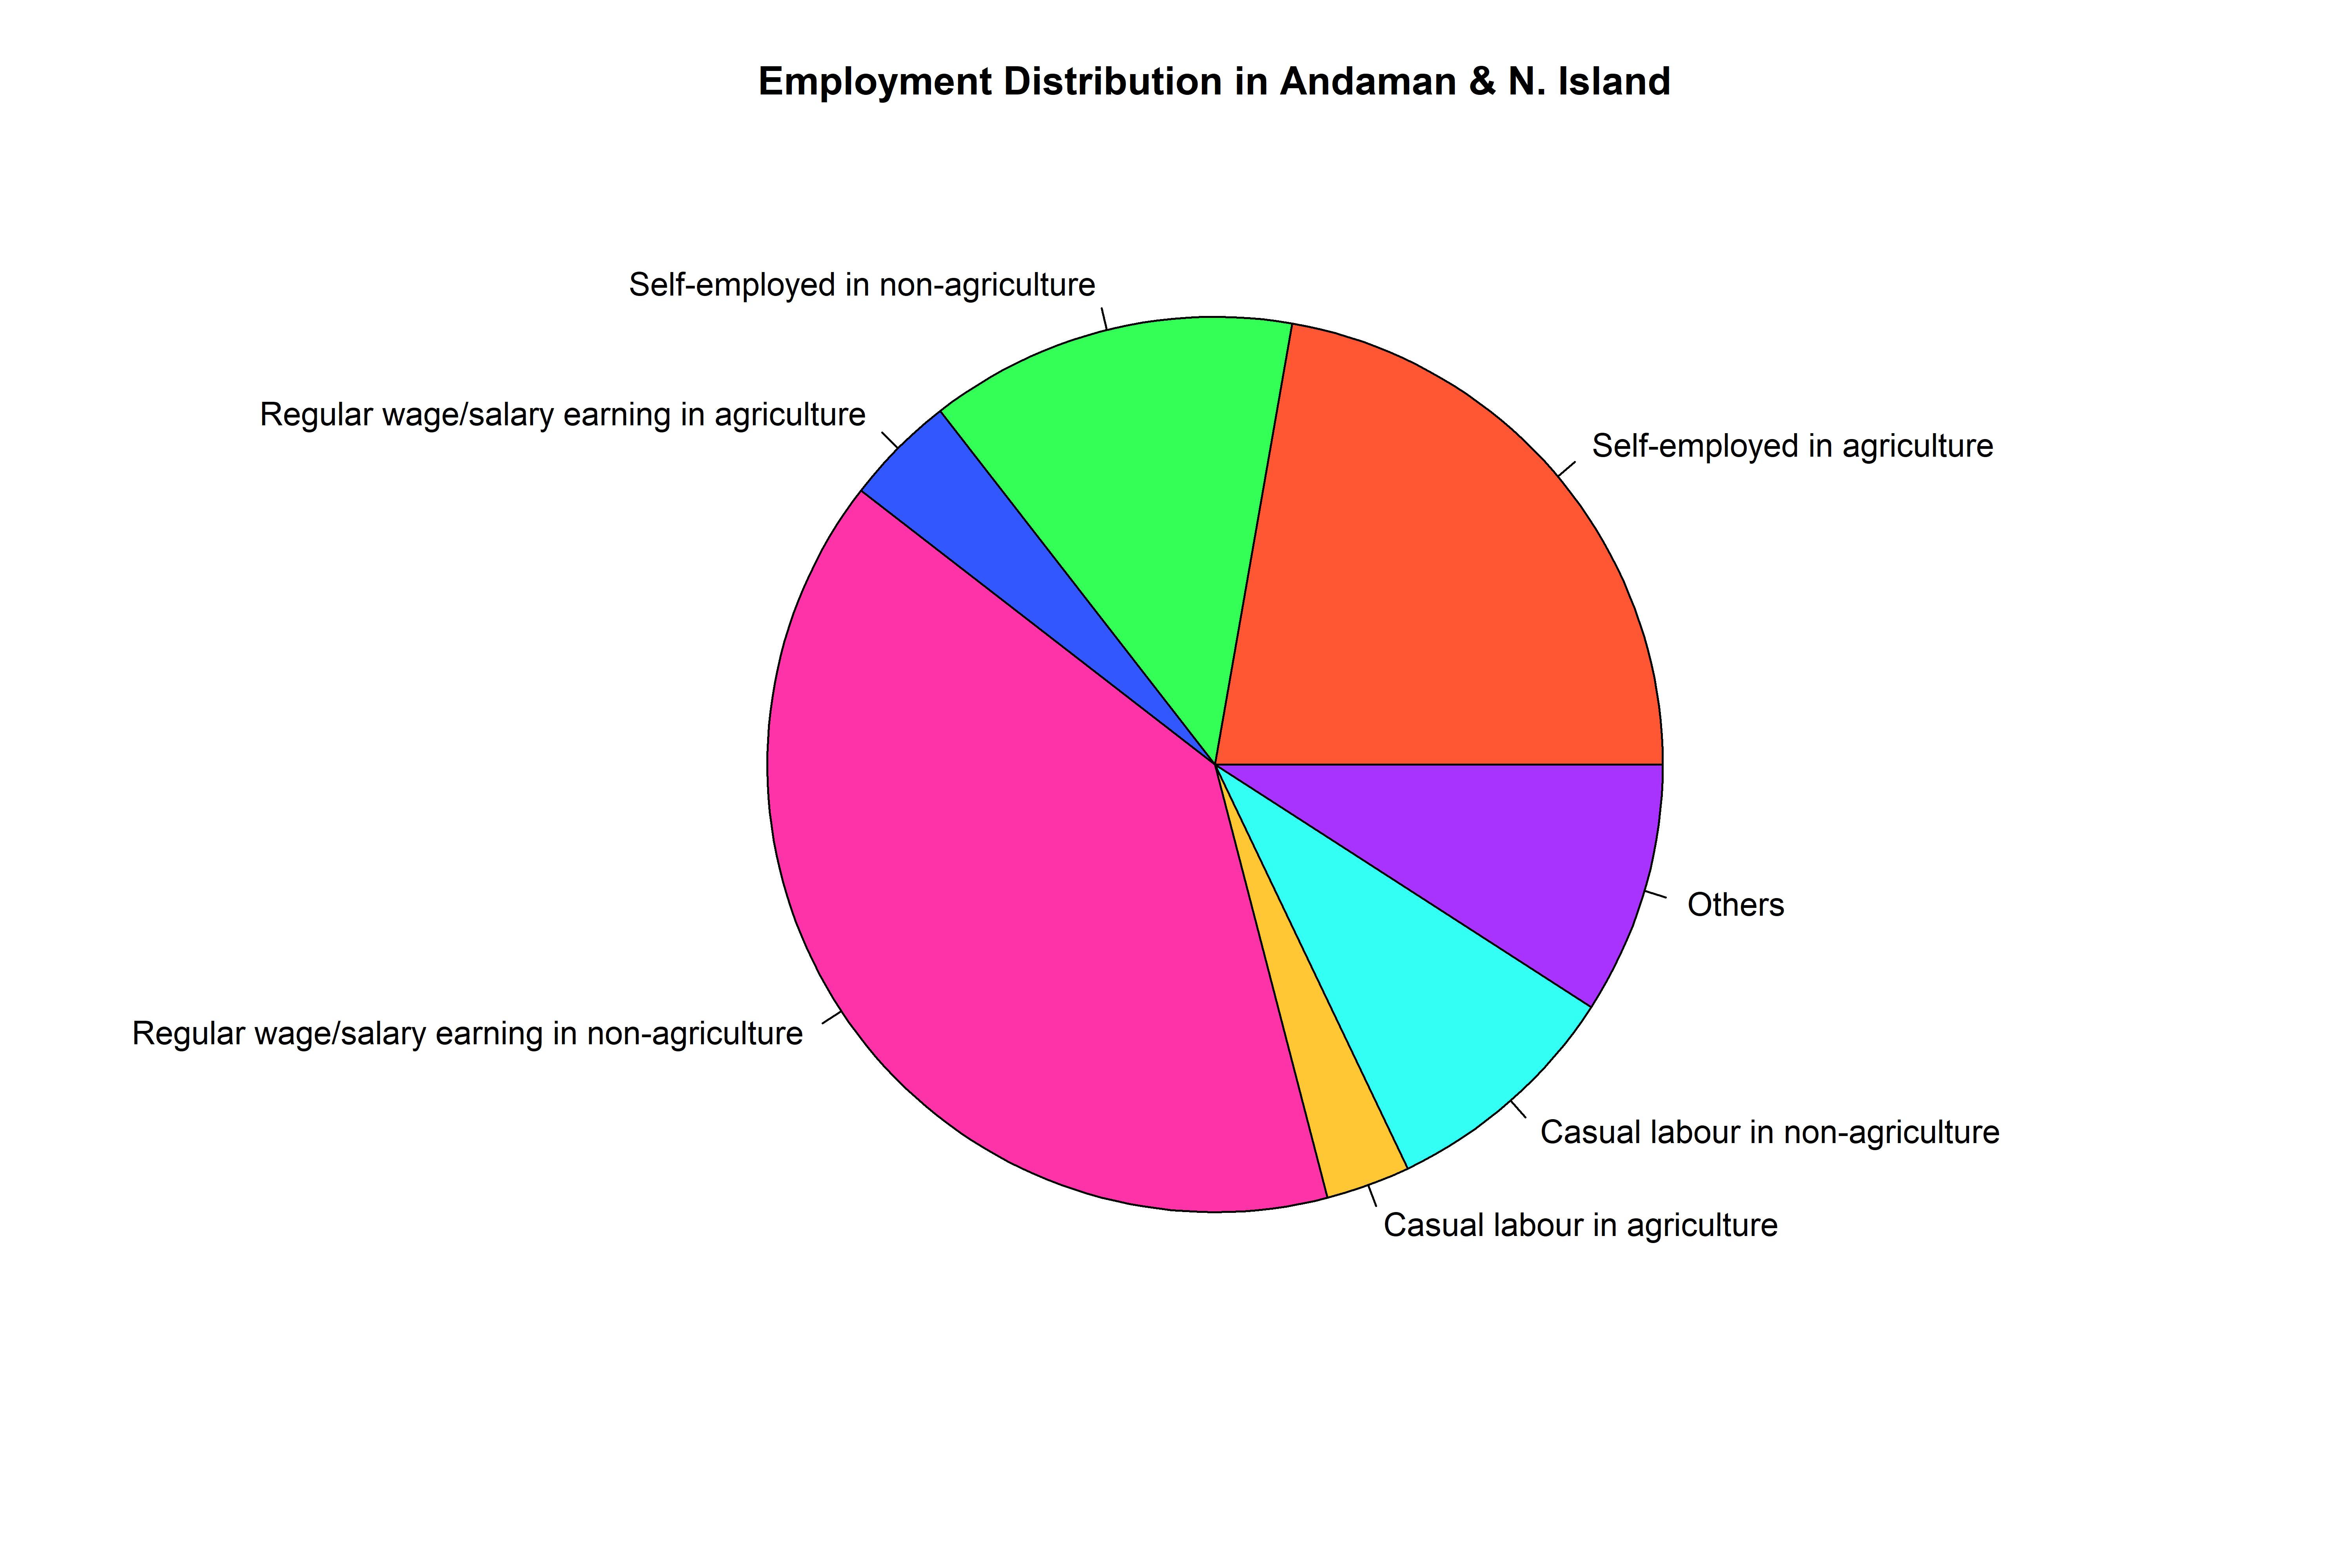 Employment Distribution in Andaman & N. Island
Self-employed in non-agriculture
Regular wage/salary earning in agriculture
Self-employed in agriculture
Others
Regular wage/salary earning in non-agriculture
Casual labour in non-agriculture
Casual labour in agriculture